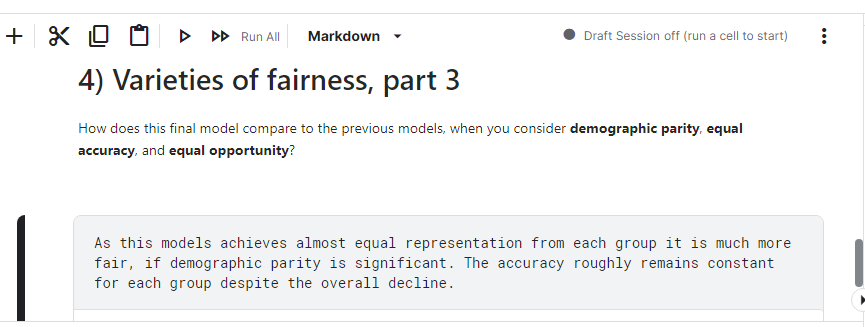 Run All
Markdown
Draft Session off (run a cell to start)
4) Varieties of fairness, part 3
How does this final model compare to the previous models, when you consider demographic parity, equal
accuracy, and equal opportunity?
As this models achieves almost equal representation from each group it is much more
fair, if demographic parity is significant. The accuracy roughly remains constant
for each group despite the overall decline.